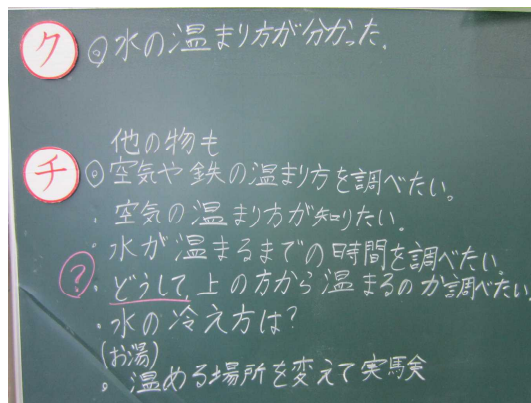 ク ◎水の温まり方が分かった。
他の物も
チ ◎空気や鉄の温まり方を調べたい。
・空気の温まり方が知りたい。
・水が温まるまでの時間を調べたい。
? ・どうして上の方から温まるのか調べたい
・水の冷え方は?
(お湯)
・温める場所を変えて実験